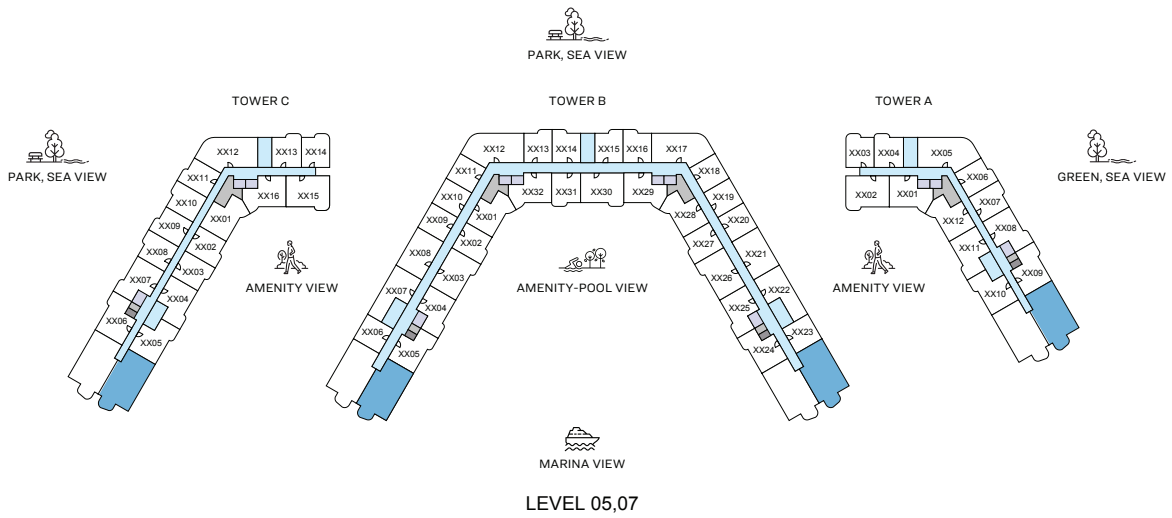 PARK, SEA VIEW
TOWER C
TOWER B
TOWER A
PARK, SEA VIEW
GREEN, SEA VIEW
XX12
XX13
XX14
XX11
XX10
XX09
XX08
XX07
XX06
XX16
XX15
XX01
XX02
XX03
XX04
XX05
AMENITY VIEW
XX12
XX13
XX14
XX15
XX16
XX17
XX11
XX10
XX09
XX08
XX07
XX06
XX01
XX02
XX03
XX04
XX05
XX32
XX31
XX30
XX29
XX18
XX19
XX20
XX21
XX22
XX23
XX28
XX27
XX26
XX25
XX24
AMENITY-POOL VIEW
AMENITY VIEW
XX03
XX04
XX05
XX02
XX01
XX06
XX07
XX08
XX09
XX12
XX11
XX10
MARINA VIEW
LEVEL 05,07